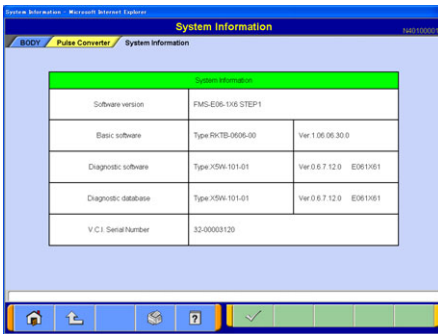 System Information - Microsoft Internet Explorer
System Information
N40100001
BODY Pulse Converter System Information
System Information
Software version FMS-E06-1X6 STEP1
Basic software Type:RKTB-0606-00 Ver.1.06.06.30.0
Diagnostic software Type:X5W-101-01 Ver.0.6.7.12.0 E061X61
Diagnostic database Type:X5W-101-01 Ver.0.6.7.12.0 E061X61
V.C.I. Serial Number 32-00003120
?